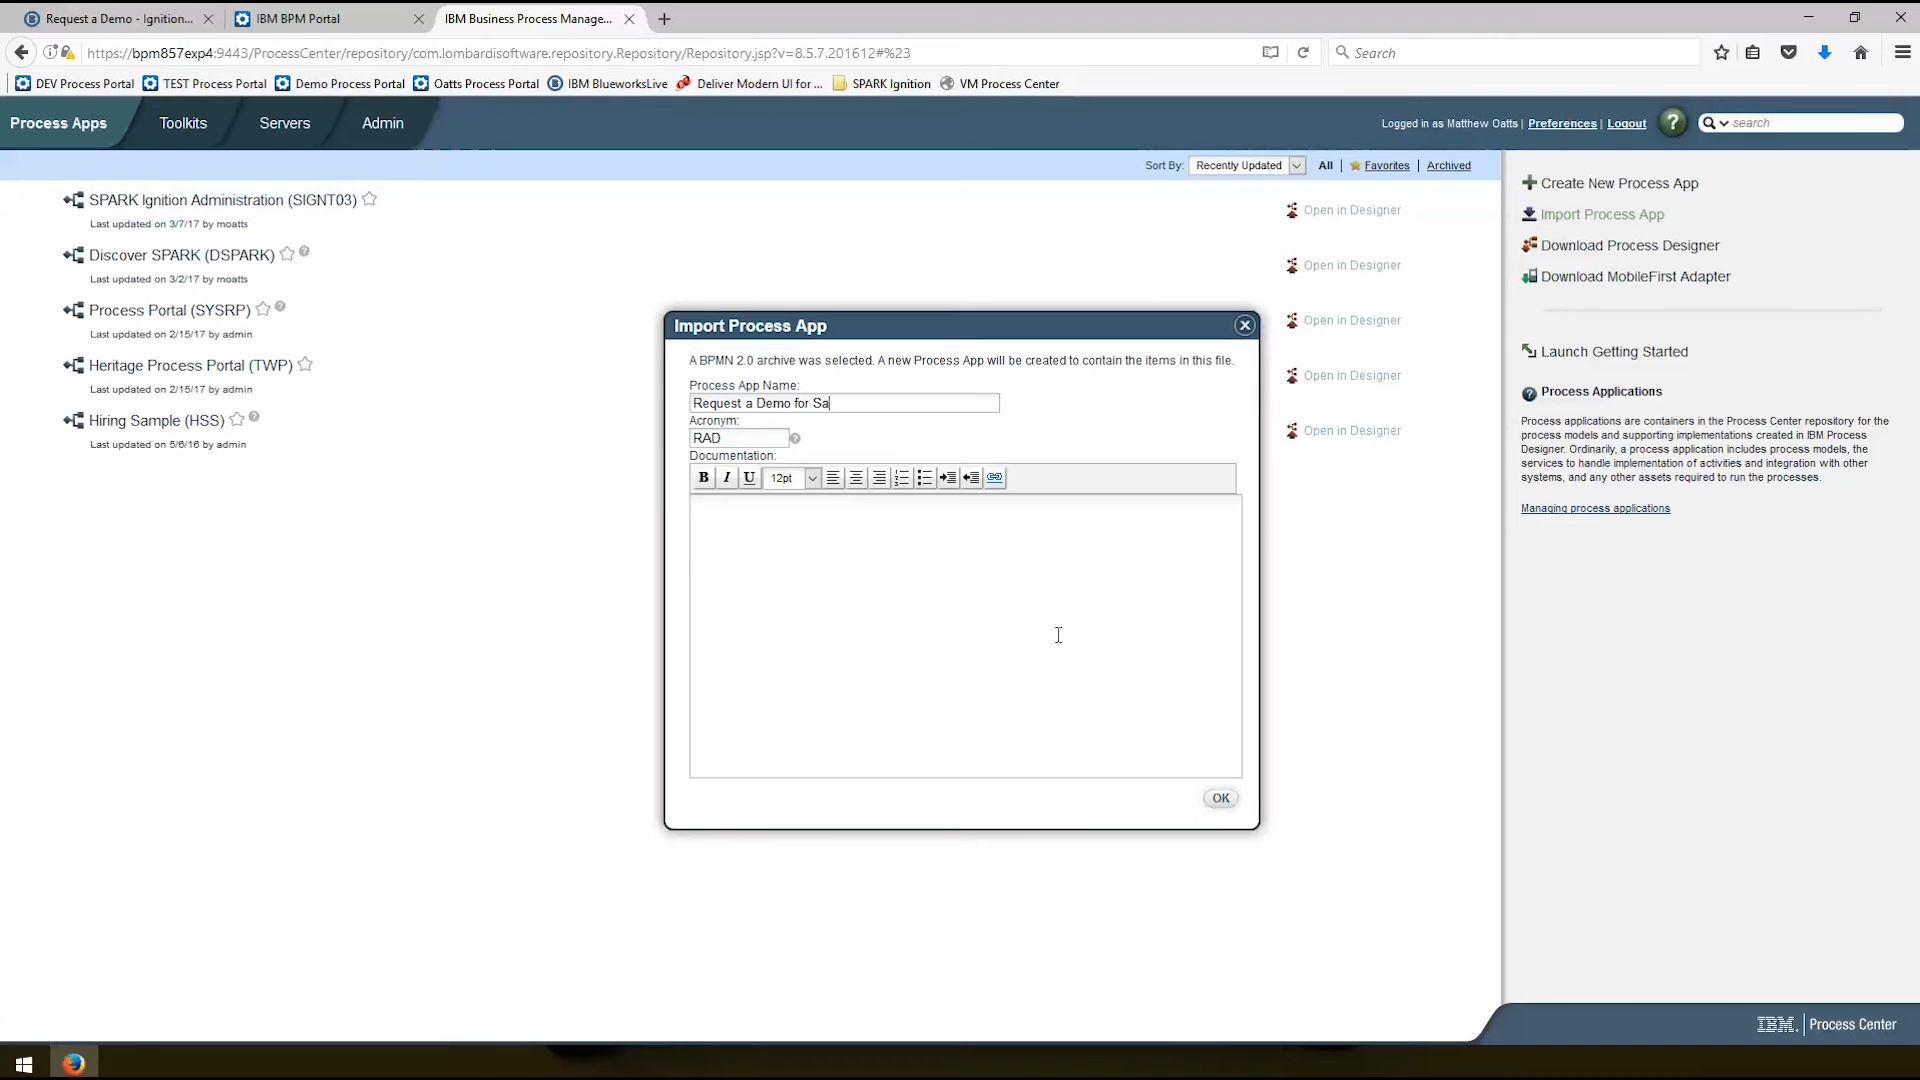 Request a Demo - Ignition...
IBM BPM Portal
IBM Business Process Manage...
https://bpm857exp4:9443/ProcessCenter/repository/com.lombardisoftware.repository.Repository/Repository.jsp?v=8.5.7.201612#%23
Search
DEV Process Portal
TEST Process Portal
Demo Process Portal
Oatts Process Portal
IBM BlueworksLive
Deliver Modern UI for ...
SPARK Ignition
VM Process Center
Process Apps
Toolkits
Servers
Admin
Logged in as Matthew Oatts | Preferences | Logout
?
search
Sort By: Recently Updated
All | Favorites | Archived
SPARK Ignition Administration (SIGNT03)
Last updated on 3/7/17 by moatts
Open in Designer
Discover SPARK (DSPARK)
Last updated on 3/2/17 by moatts
Open in Designer
Process Portal (SYSRP)
Last updated on 2/15/17 by admin
Open in Designer
Heritage Process Portal (TWP)
Last updated on 2/15/17 by admin
Open in Designer
Hiring Sample (HSS)
Last updated on 5/6/16 by admin
Open in Designer
Import Process App
A BPMN 2.0 archive was selected. A new Process App will be created to contain the items in this file.
Process App Name:
Request a Demo for Sa
Acronym:
RAD
Documentation:
B I U 12pt
OK
Create New Process App
Import Process App
Download Process Designer
Download MobileFirst Adapter
Launch Getting Started
Process Applications
Process applications are containers in the Process Center repository for the
process models and supporting implementations created in IBM Process
Designer. Ordinarily, a process application includes process models, the
services to handle implementation of activities and integration with other
systems, and any other assets required to run the processes.
Managing process applications
IBM. | Process Center